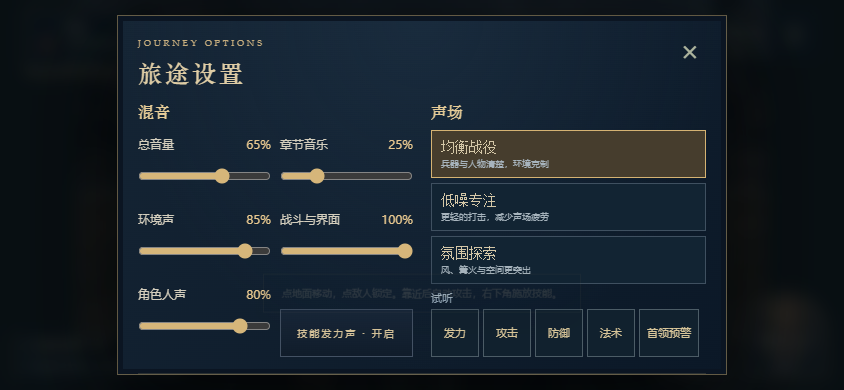 JOURNEY OPTIONS
旅途设置
混音
总音量 65%
章节音乐 25%
环境声 85%
战斗与界面 100%
角色人声 80%
技能发力声 · 开启
声场
均衡战役
兵器与人物清楚，环境克制
低噪专注
更轻的打击，减少声场疲劳
氛围探索
风、篝火与空间更突出
试听
发力
攻击
防御
法术
首领预警